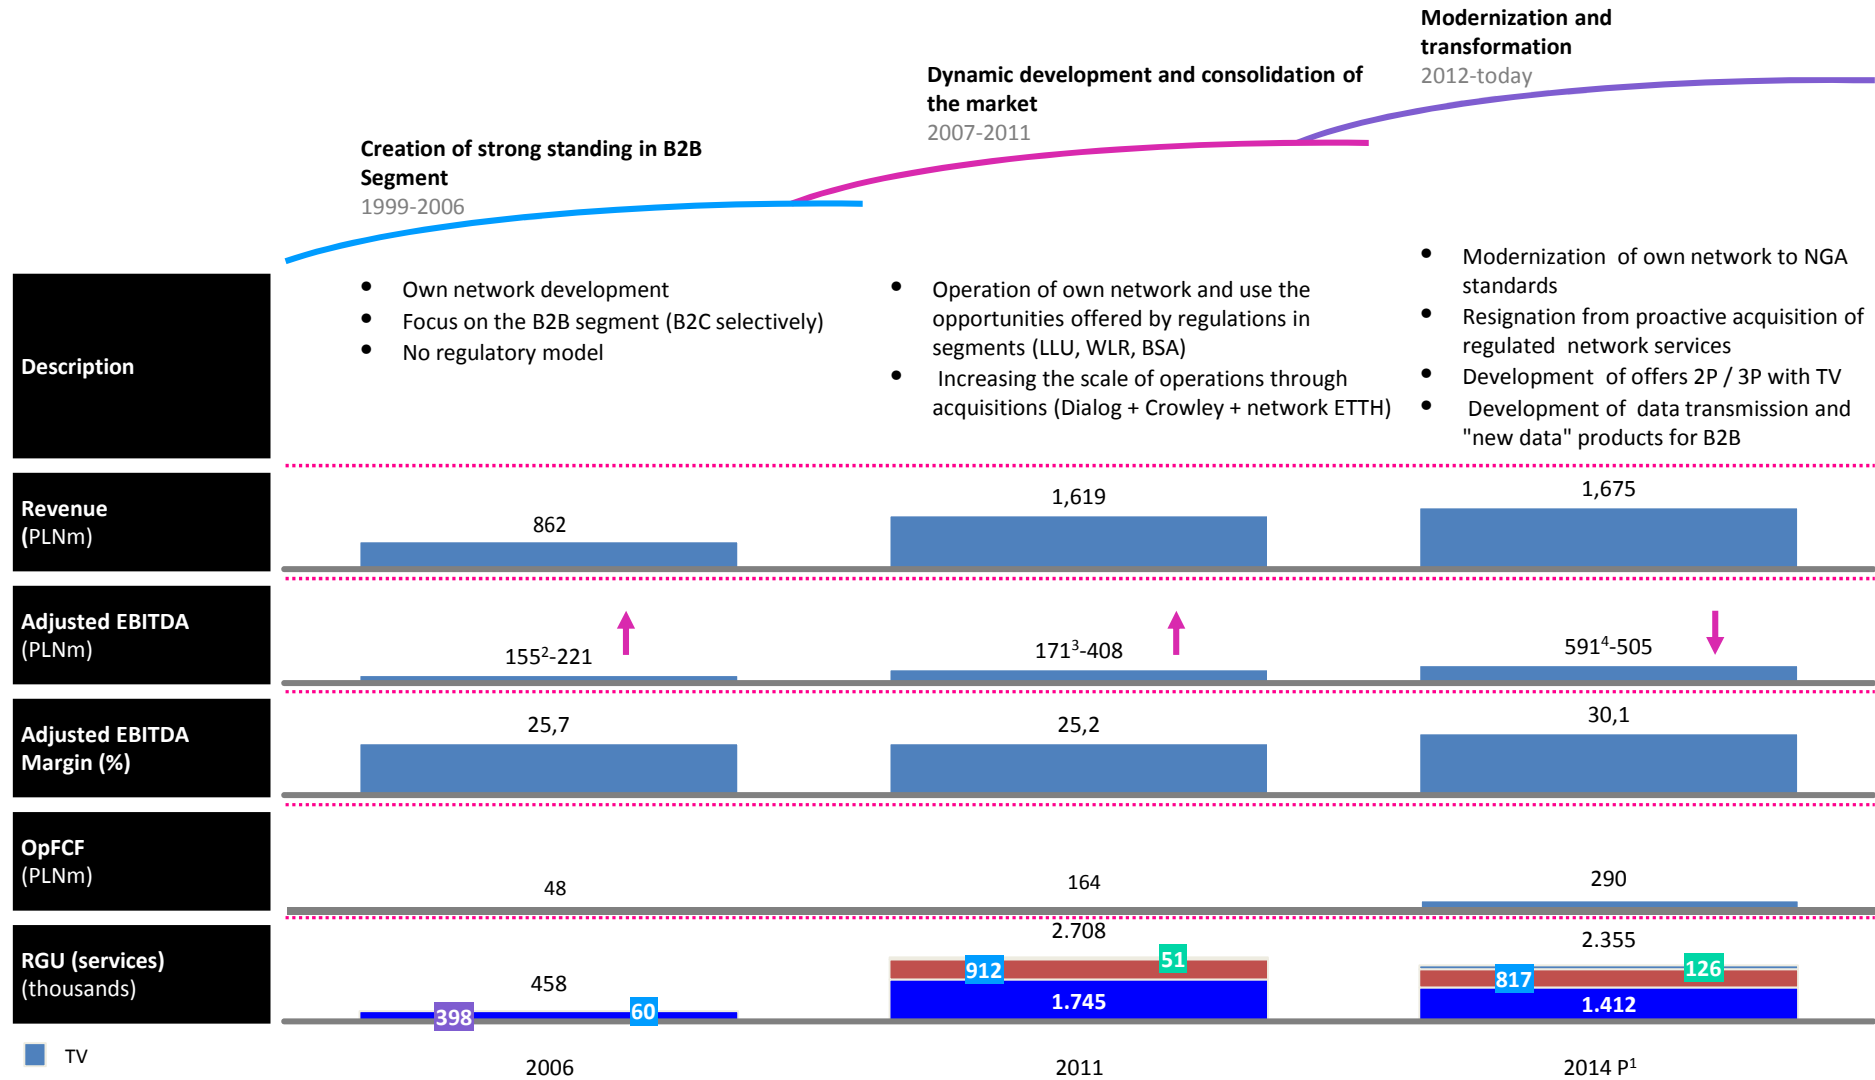 Modernization and
transformation
2012-today
Dynamic development and consolidation of
the market
2007-2011
Creation of strong standing in B2B
Segment
1999-2006
Description
• Own network development
• Focus on the B2B segment (B2C selectively)
• No regulatory model
• Operation of own network and use the
opportunities offered by regulations in
segments (LLU, WLR, BSA)
• Increasing the scale of operations through
acquisitions (Dialog + Crowley + network ETTH)
• Modernization of own network to NGA
standards
• Resignation from proactive acquisition of
regulated network services
• Development of offers 2P / 3P with TV
• Development of data transmission and
"new data" products for B2B
Revenue
(PLNm)
862
1,619
1,675
Adjusted EBITDA
(PLNm)
155²-221
171³-408
591⁴-505
Adjusted EBITDA
Margin (%)
25,7
25,2
30,1
OpFCF
(PLNm)
48
164
290
RGU (services)
(thousands)
458
398
60
2.708
912
51
1.745
2.355
817
126
1.412
TV
2006
2011
2014 P¹